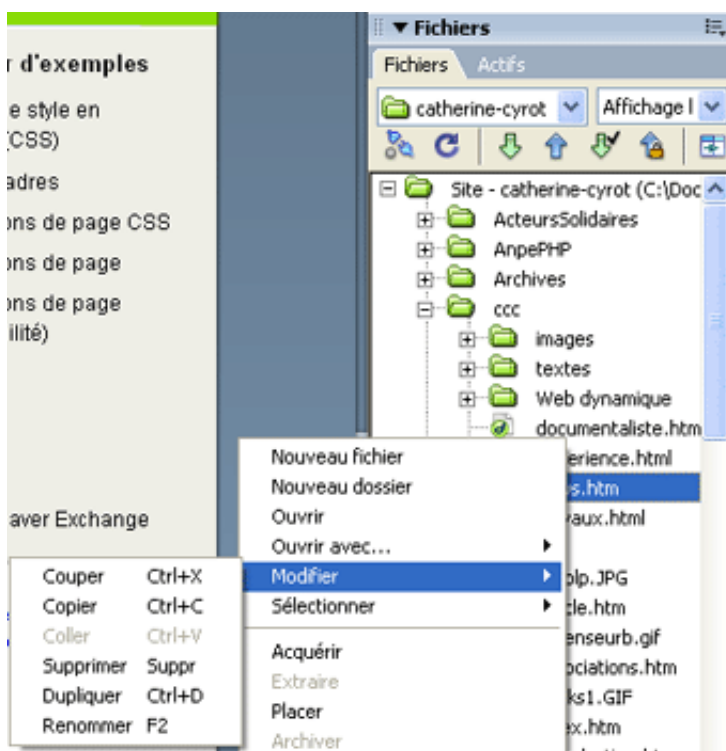 r d'exemples
e style en
(CSS)
adres
ons de page CSS
ons de page
ons de page
ilité)
aver Exchange
Fichiers
Fichiers Actifs
catherine-cyrot Affichage l
Site - catherine-cyrot (C:\Doc
ActeursSolidaires
AnpePHP
Archives
ccc
images
textes
Web dynamique
documentaliste.htm
erience.html
s.htm
vaux.html
olp.JPG
cle.htm
enseurb.gif
ociations.htm
ks1.GIF
ex.htm
Nouveau fichier
Nouveau dossier
Ouvrir
Ouvrir avec...
Modifier
Sélectionner
Acquérir
Extraire
Placer
Archiver
Couper Ctrl+X
Copier Ctrl+C
Coller Ctrl+V
Supprimer Suppr
Dupliquer Ctrl+D
Renommer F2